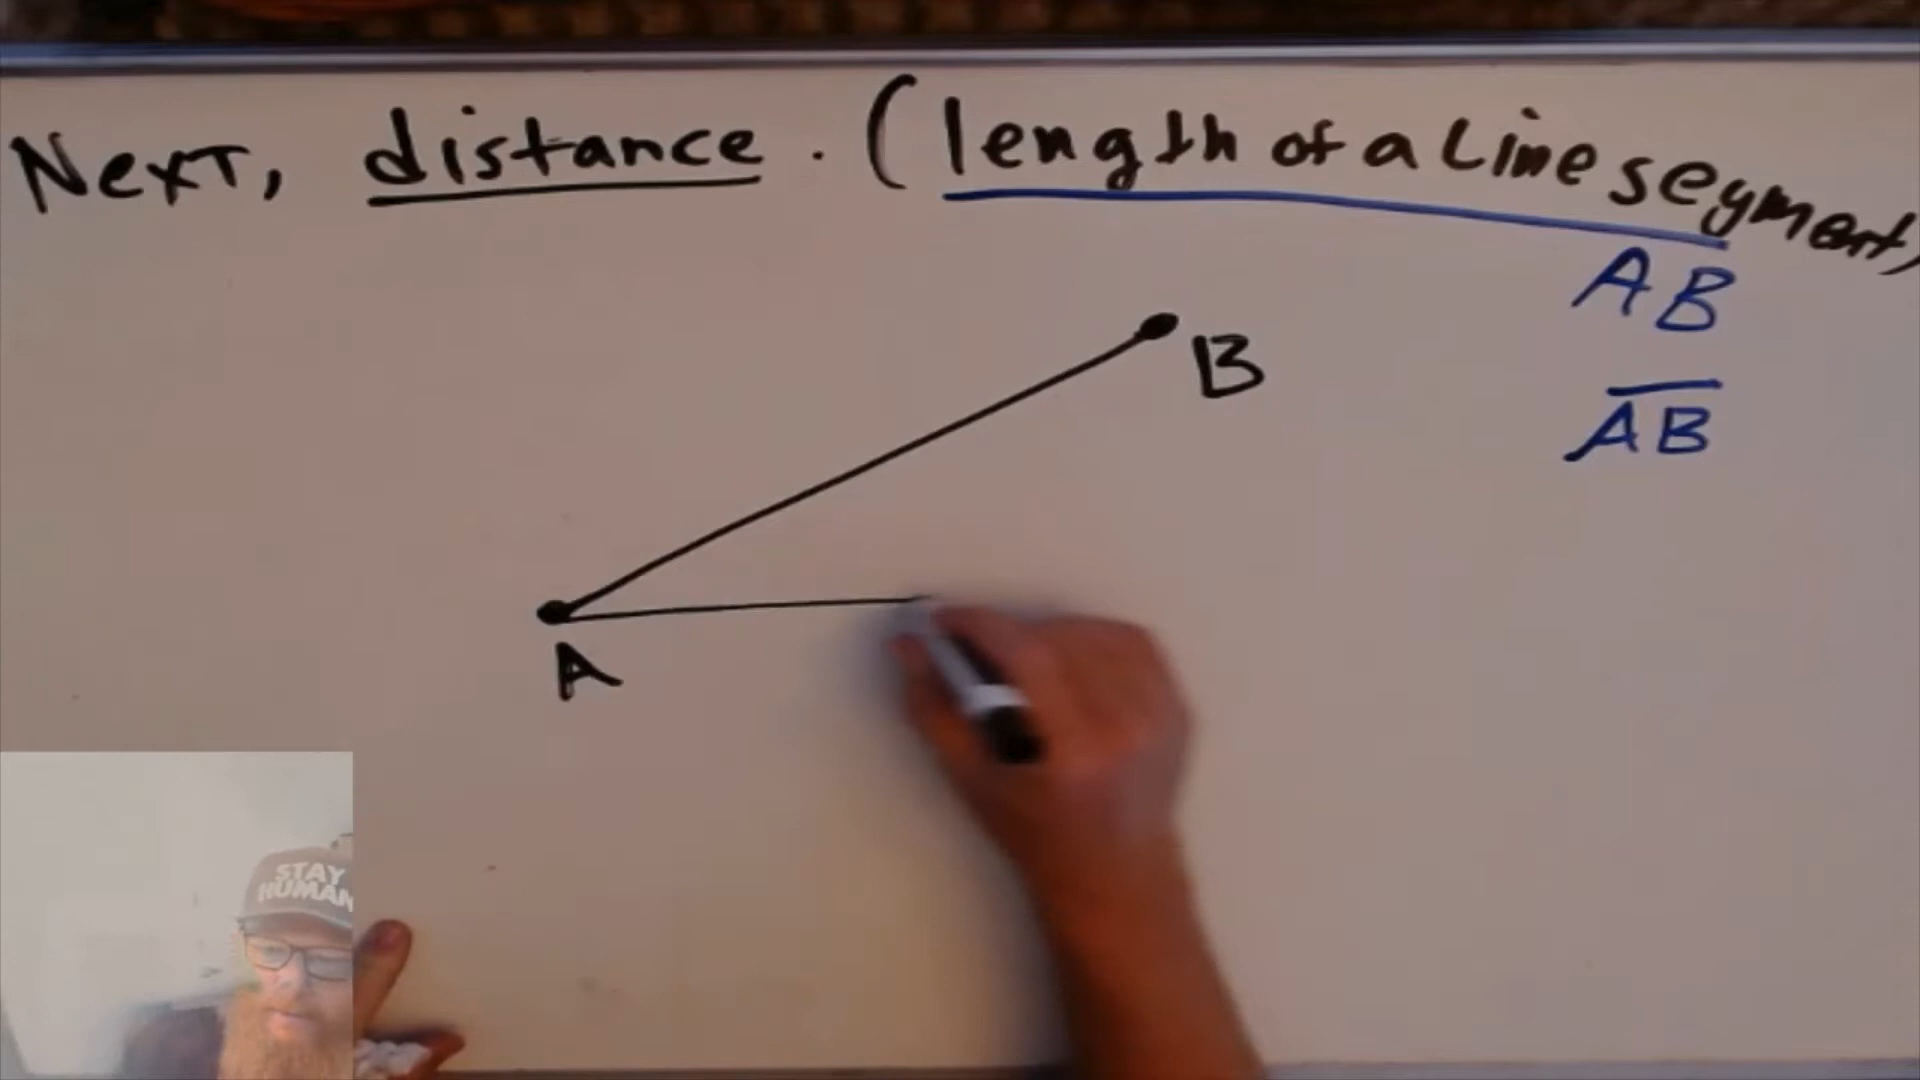 Next, distance. (length of a Line segment)
AB
B
AB
A
STAY
HUMAN